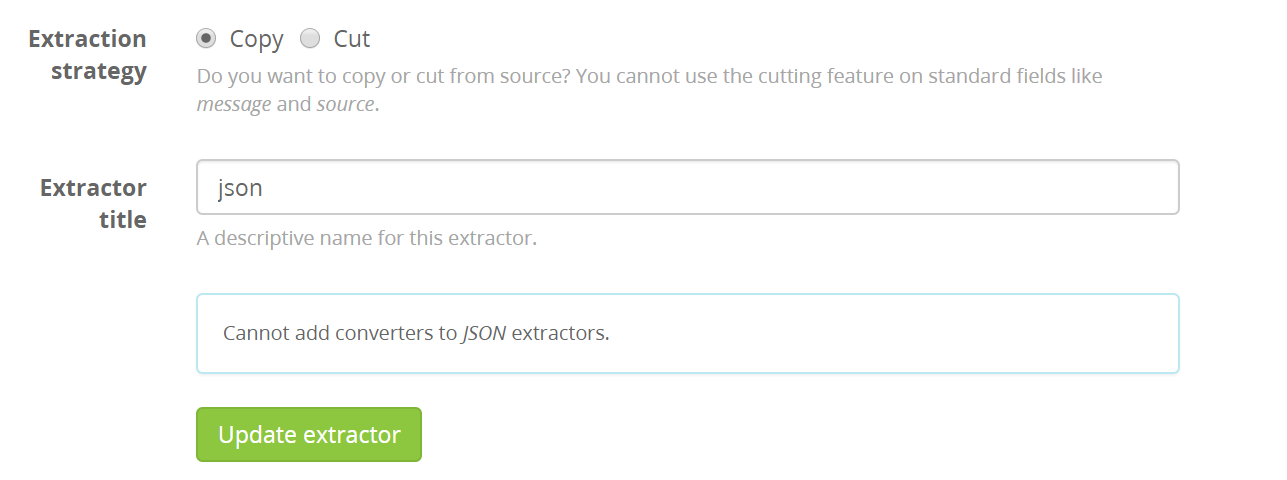 Extraction strategy
Copy Cut
Do you want to copy or cut from source? You cannot use the cutting feature on standard fields like
message and source.
Extractor title
json
A descriptive name for this extractor.
Cannot add converters to JSON extractors.
Update extractor